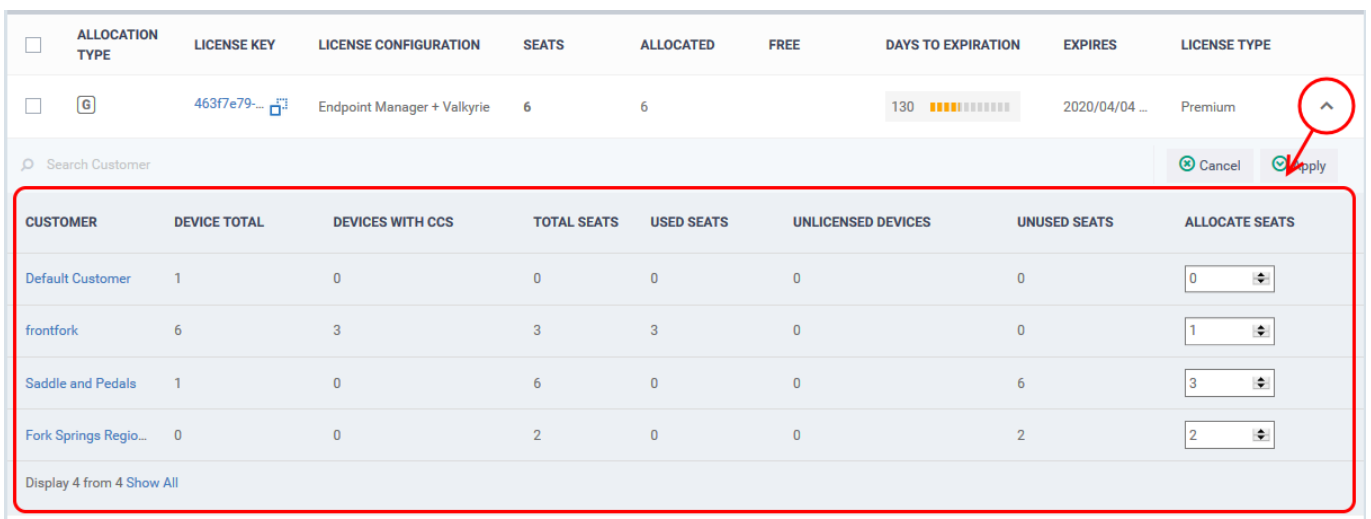 ALLOCATION TYPE LICENSE KEY LICENSE CONFIGURATION SEATS ALLOCATED FREE DAYS TO EXPIRATION EXPIRES LICENSE TYPE
G 463f7e79-... Endpoint Manager + Valkyrie 6 6 130 2020/04/04 ... Premium
Search Customer Cancel Apply
CUSTOMER DEVICE TOTAL DEVICES WITH CCS TOTAL SEATS USED SEATS UNLICENSED DEVICES UNUSED SEATS ALLOCATE SEATS
Default Customer 1 0 0 0 0 0 0
frontfork 6 3 3 3 0 0 1
Saddle and Pedals 1 0 6 0 0 6 3
Fork Springs Regio... 0 0 2 0 0 2 2
Display 4 from 4 Show All